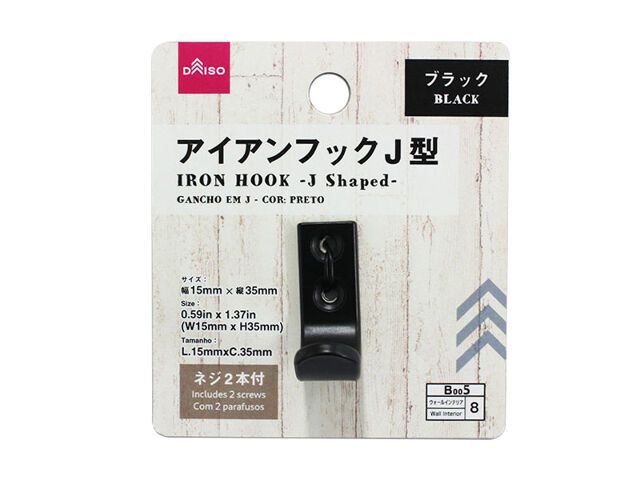 DAISO
ブラック
BLACK
アイアンフックJ型
IRON HOOK -J Shaped-
GANCHO EM J - COR: PRETO
サイズ：
幅15mm×縦35mm
Size:
0.59in x 1.37in
(W15mm x H35mm)
Tamanho:
L.15mmxC.35mm
ネジ2本付
Includes 2 screws
Com 2 parafusos
B005
ウォールインテリア
Wall Interior
8